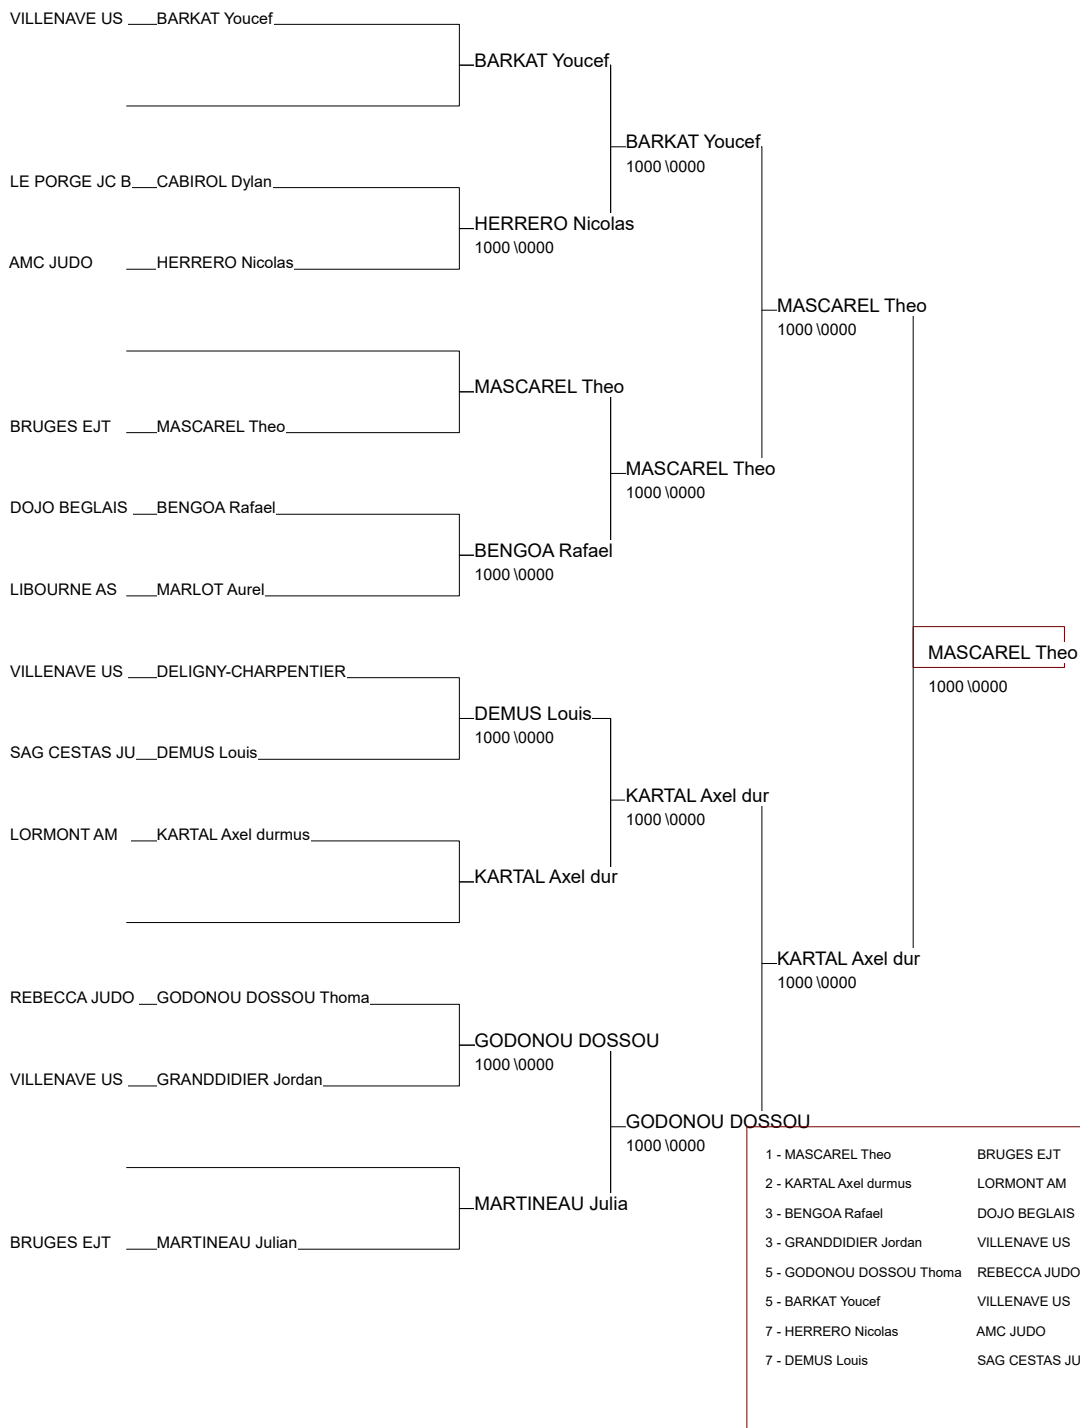 VILLENAVE US BARKAT Youcef
BARKAT Youcef
BARKAT Youcef
1000 \0000
LE PORGE JC B CABIROL Dylan
HERRERO Nicolas
1000 \0000
AMC JUDO HERRERO Nicolas
MASCAREL Theo
1000 \0000
MASCAREL Theo
BRUGES EJT MASCAREL Theo
MASCAREL Theo
1000 \0000
DOJO BEGLAIS BENGOA Rafael
BENGOA Rafael
1000 \0000
LIBOURNE AS MARLOT Aurel
MASCAREL Theo
1000 \0000
VILLENAVE US DELIGNY-CHARPENTIER
DEMUS Louis
1000 \0000
SAG CESTAS JU DEMUS Louis
KARTAL Axel dur
1000 \0000
LORMONT AM KARTAL Axel durmus
KARTAL Axel dur
KARTAL Axel dur
1000 \0000
REBECCA JUDO GODONOU DOSSOU Thoma
GODONOU DOSSOU
1000 \0000
VILLENAVE US GRANDDIDIER Jordan
GODONOU DOSSOU
1000 \0000
MARTINEAU Julia
BRUGES EJT MARTINEAU Julian
1 - MASCAREL Theo BRUGES EJT
2 - KARTAL Axel durmus LORMONT AM
3 - BENGOA Rafael DOJO BEGLAIS
3 - GRANDDIDIER Jordan VILLENAVE US
5 - GODONOU DOSSOU Thoma REBECCA JUDO
5 - BARKAT Youcef VILLENAVE US
7 - HERRERO Nicolas AMC JUDO
7 - DEMUS Louis SAG CESTAS JU